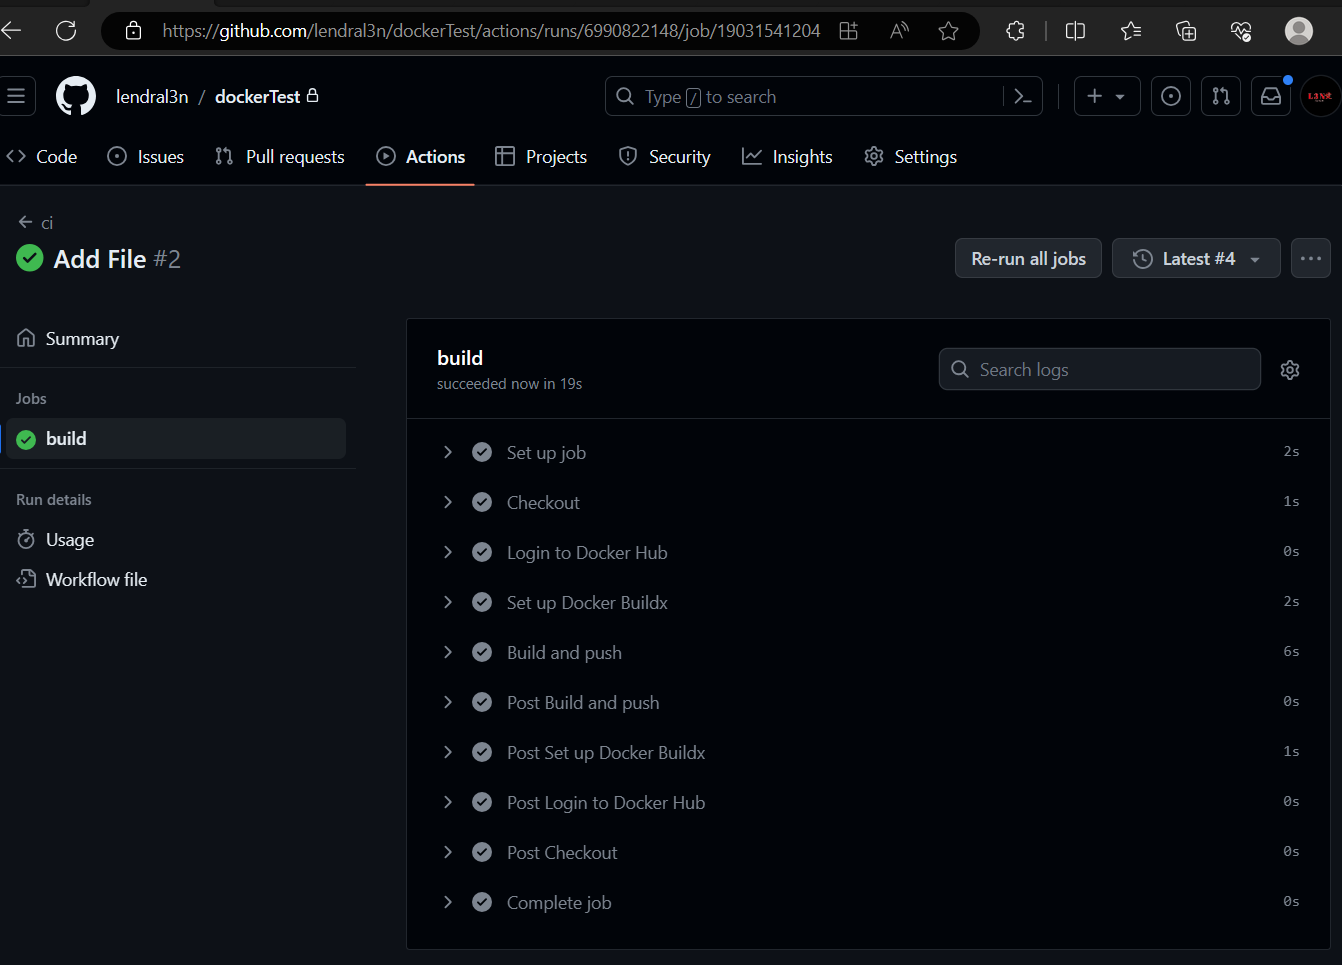 https://github.com/lendral3n/dockerTest/actions/runs/6990822148/job/19031541204
lendral3n / dockerTest
Type / to search
Code
Issues
Pull requests
Actions
Projects
Security
Insights
Settings
ci
Add File #2
Re-run all jobs
Latest #4
Summary
Jobs
build
Run details
Usage
Workflow file
build
succeeded now in 19s
Search logs
Set up job 2s
Checkout 1s
Login to Docker Hub 0s
Set up Docker Buildx 2s
Build and push 6s
Post Build and push 0s
Post Set up Docker Buildx 1s
Post Login to Docker Hub 0s
Post Checkout 0s
Complete job 0s